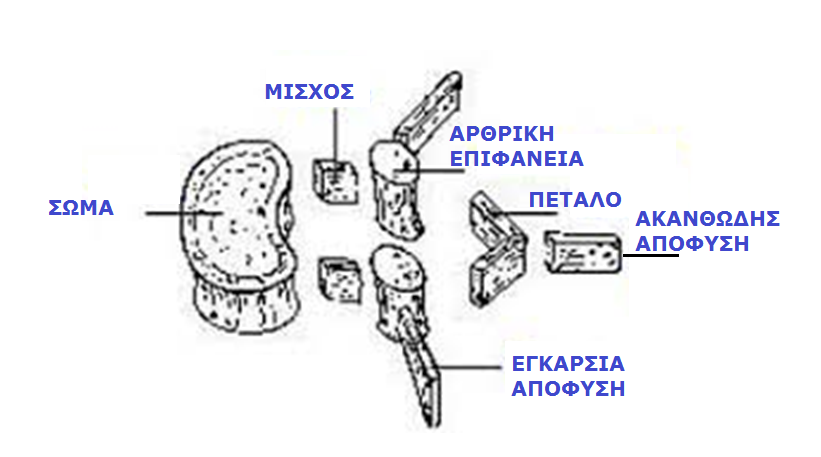 ΜΙΣΧΟΣ
ΑΡΘΡΙΚΗ
ΕΠΙΦΑΝΕΙΑ
ΣΩΜΑ
ΠΕΤΑΛΟ
ΑΚΑΝΘΩΔΗΣ
ΑΠΟΦΥΣΗ
ΕΓΚΑΡΣΙΑ
ΑΠΟΦΥΣΗ